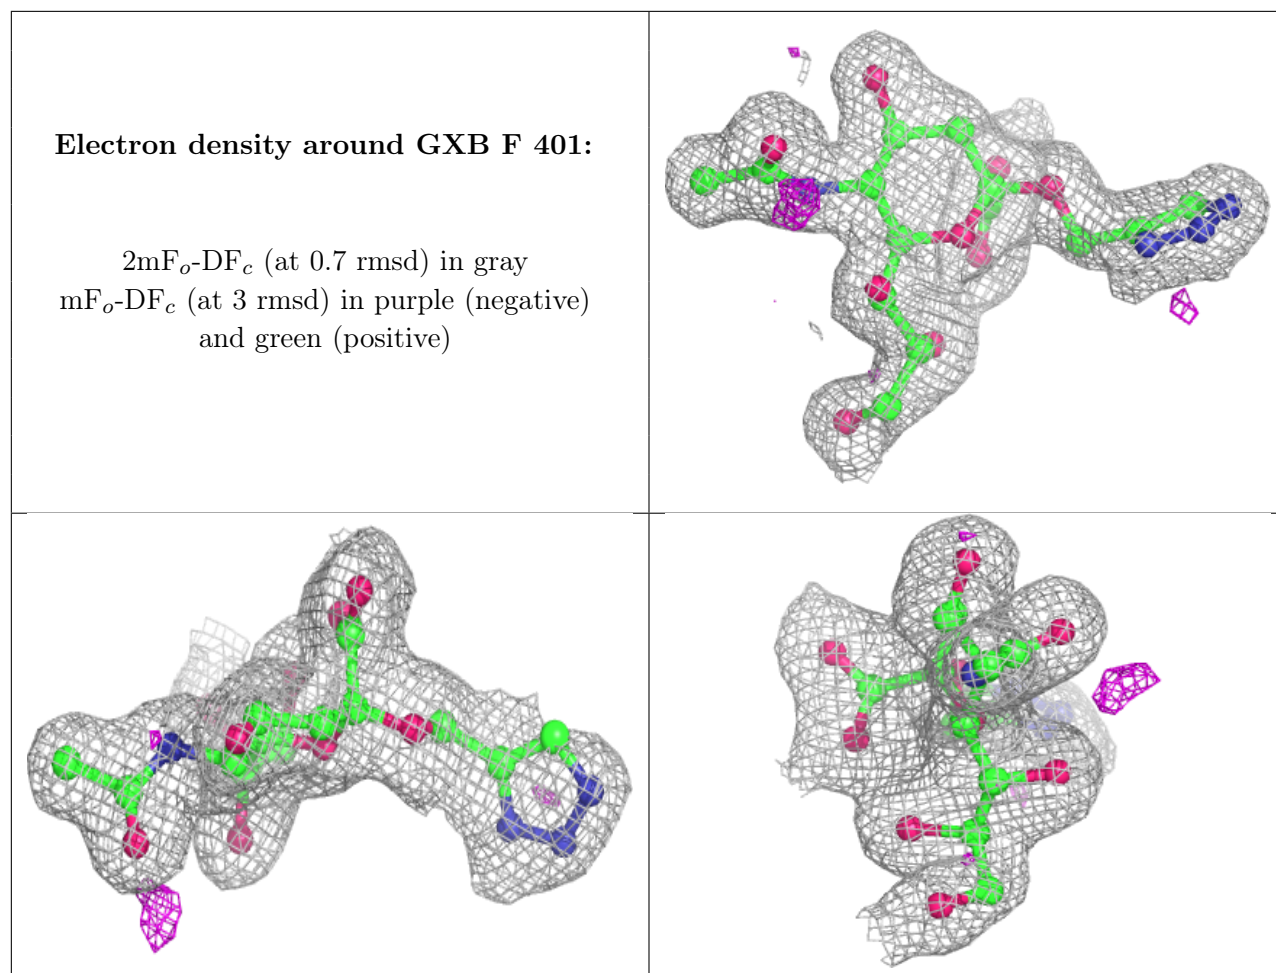 Electron density around GXB F 401:
2mFo-DFc (at 0.7 rmsd) in gray
mFo-DFc (at 3 rmsd) in purple (negative)
and green (positive)